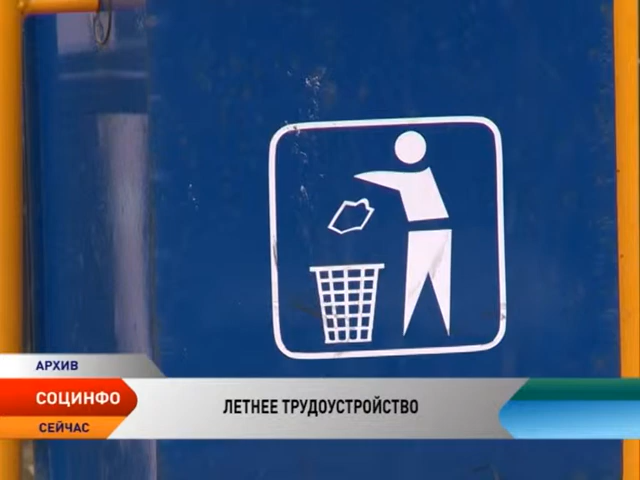 АРХИВ
СОЦИНФО
СЕЙЧАС
ЛЕТНЕЕ ТРУДОУСТРОЙСТВО